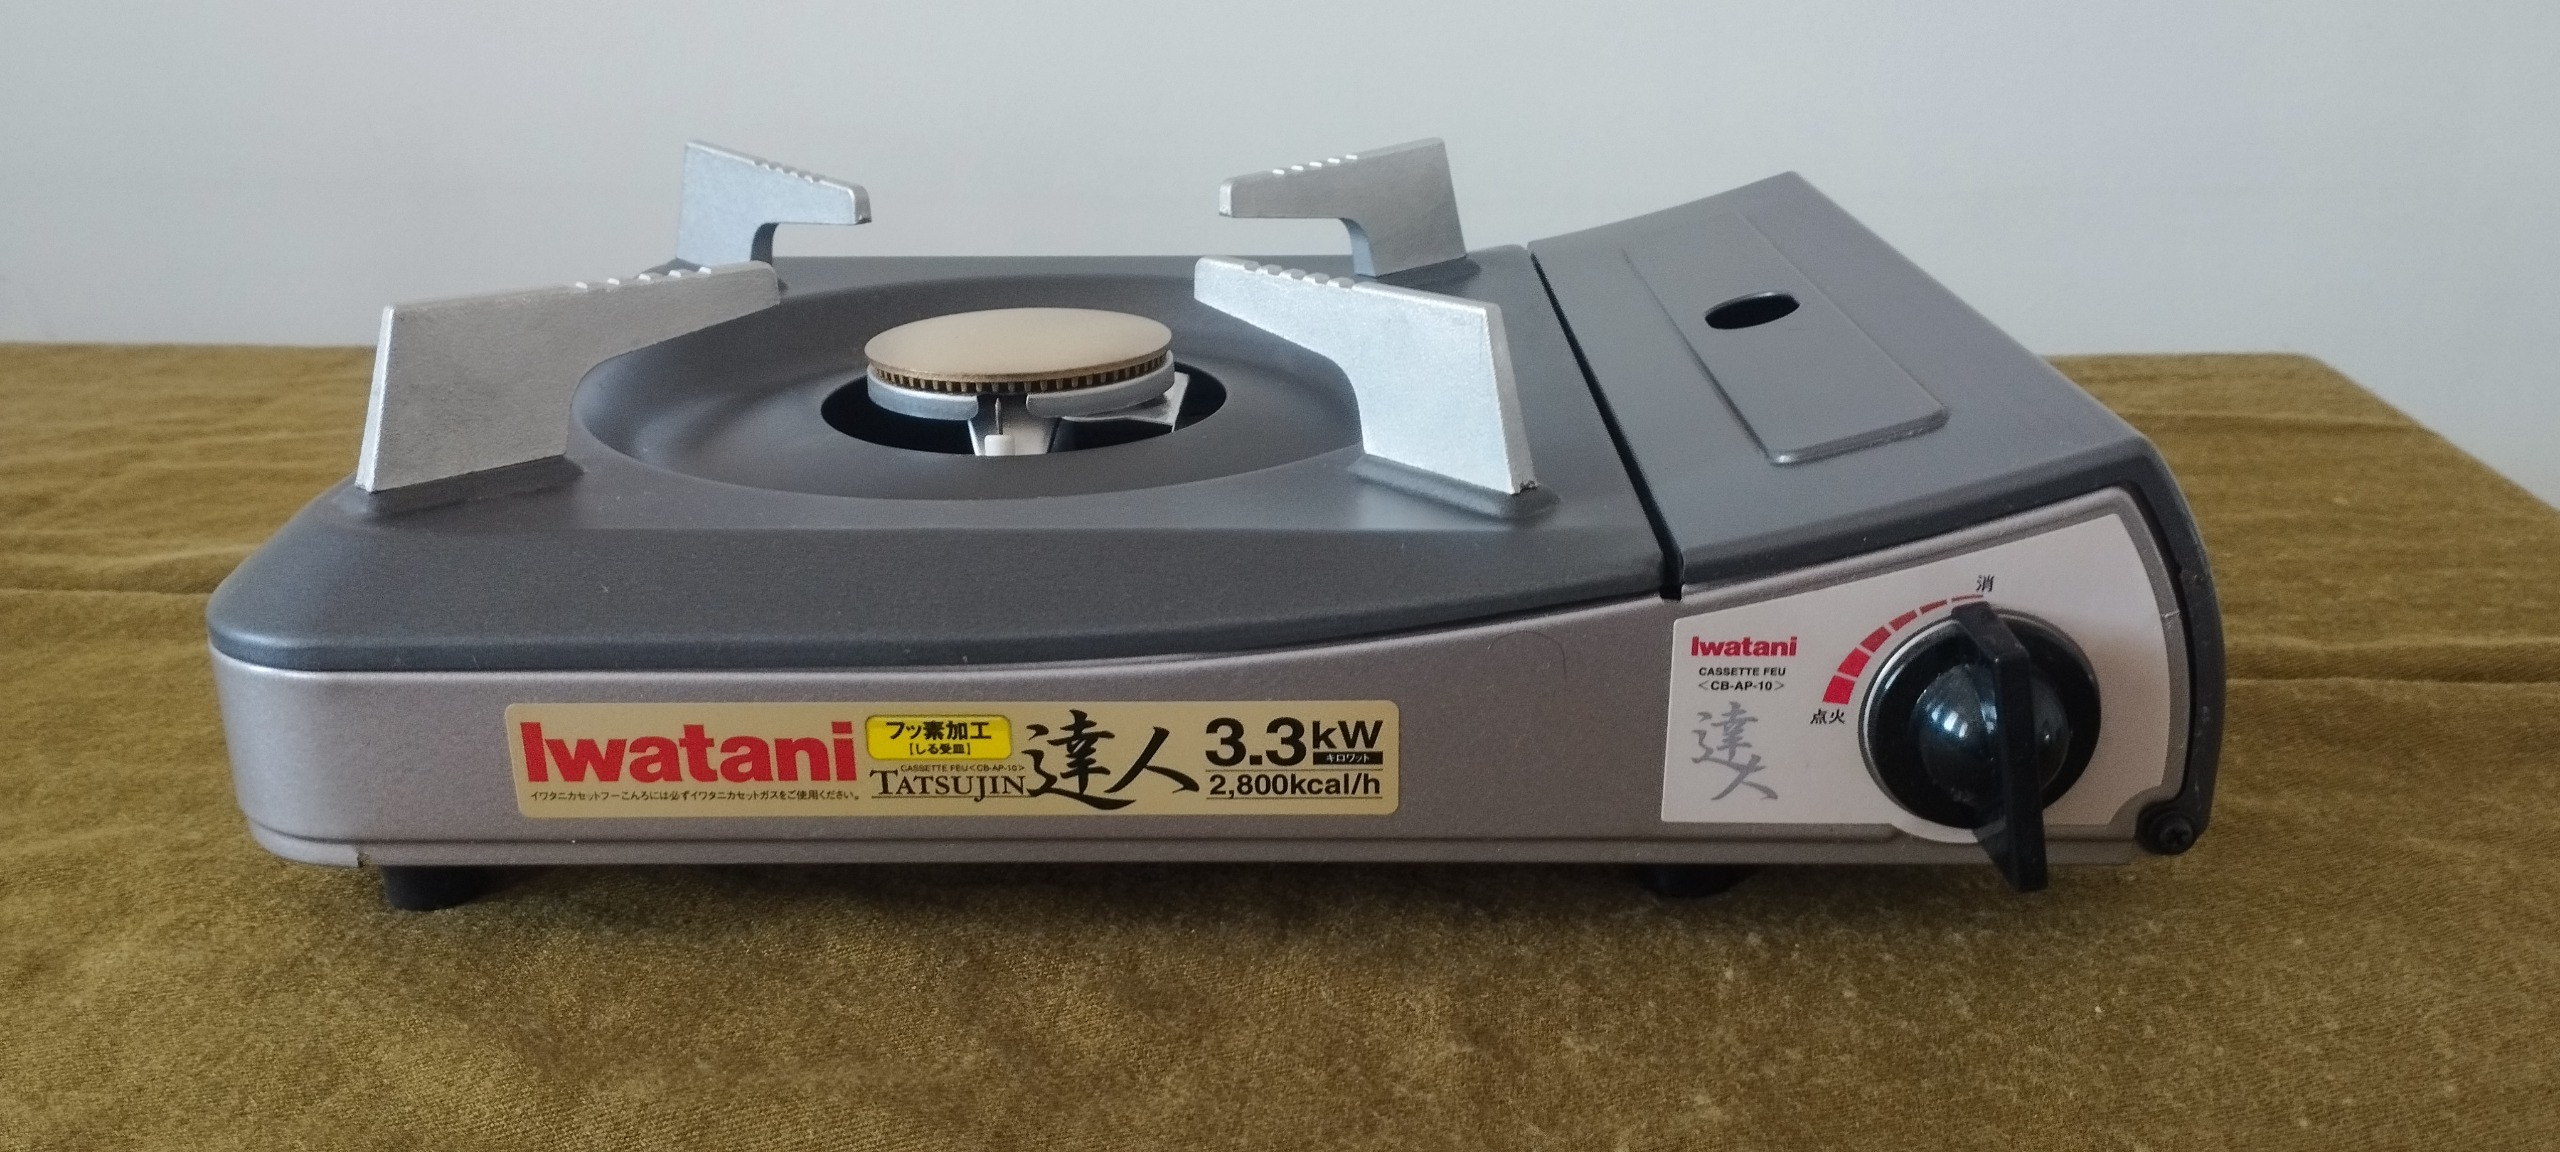 Iwatani
イワタニカセットフーこんろには必ずイワタニカセットガスをご使用ください。
フッ素加工
[しる受皿]
CASSETTE FEU<CB-AP-10>
TATSUJIN 達人
3.3kW
キロワット
2,800kcal/h
Iwatani
CASSETTE FEU
<CB-AP-10>
達人
消
点火